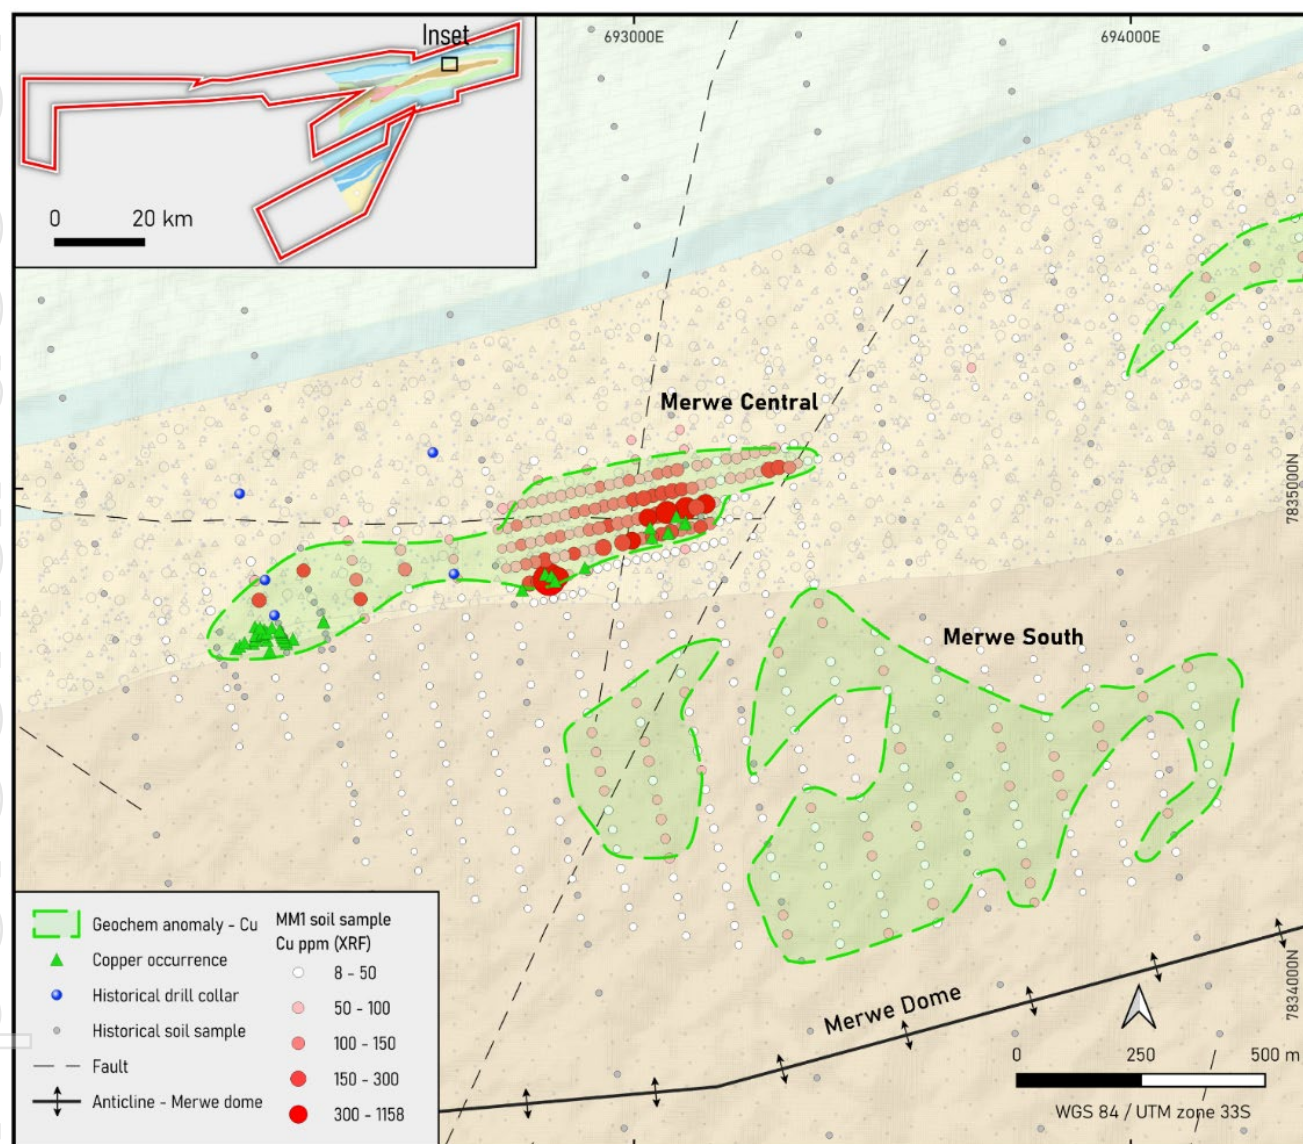 Inset
693000E
694000E
0 20 km
Merwe Central
7835000N
Merwe South
Geochem anomaly - Cu
Copper occurrence
Historical drill collar
Historical soil sample
Fault
Anticline - Merwe dome
MM1 soil sample
Cu ppm (XRF)
8 - 50
50 - 100
100 - 150
150 - 300
300 - 1158
Merwe Dome
7834000N
0 250 500 m
WGS 84 / UTM zone 33S